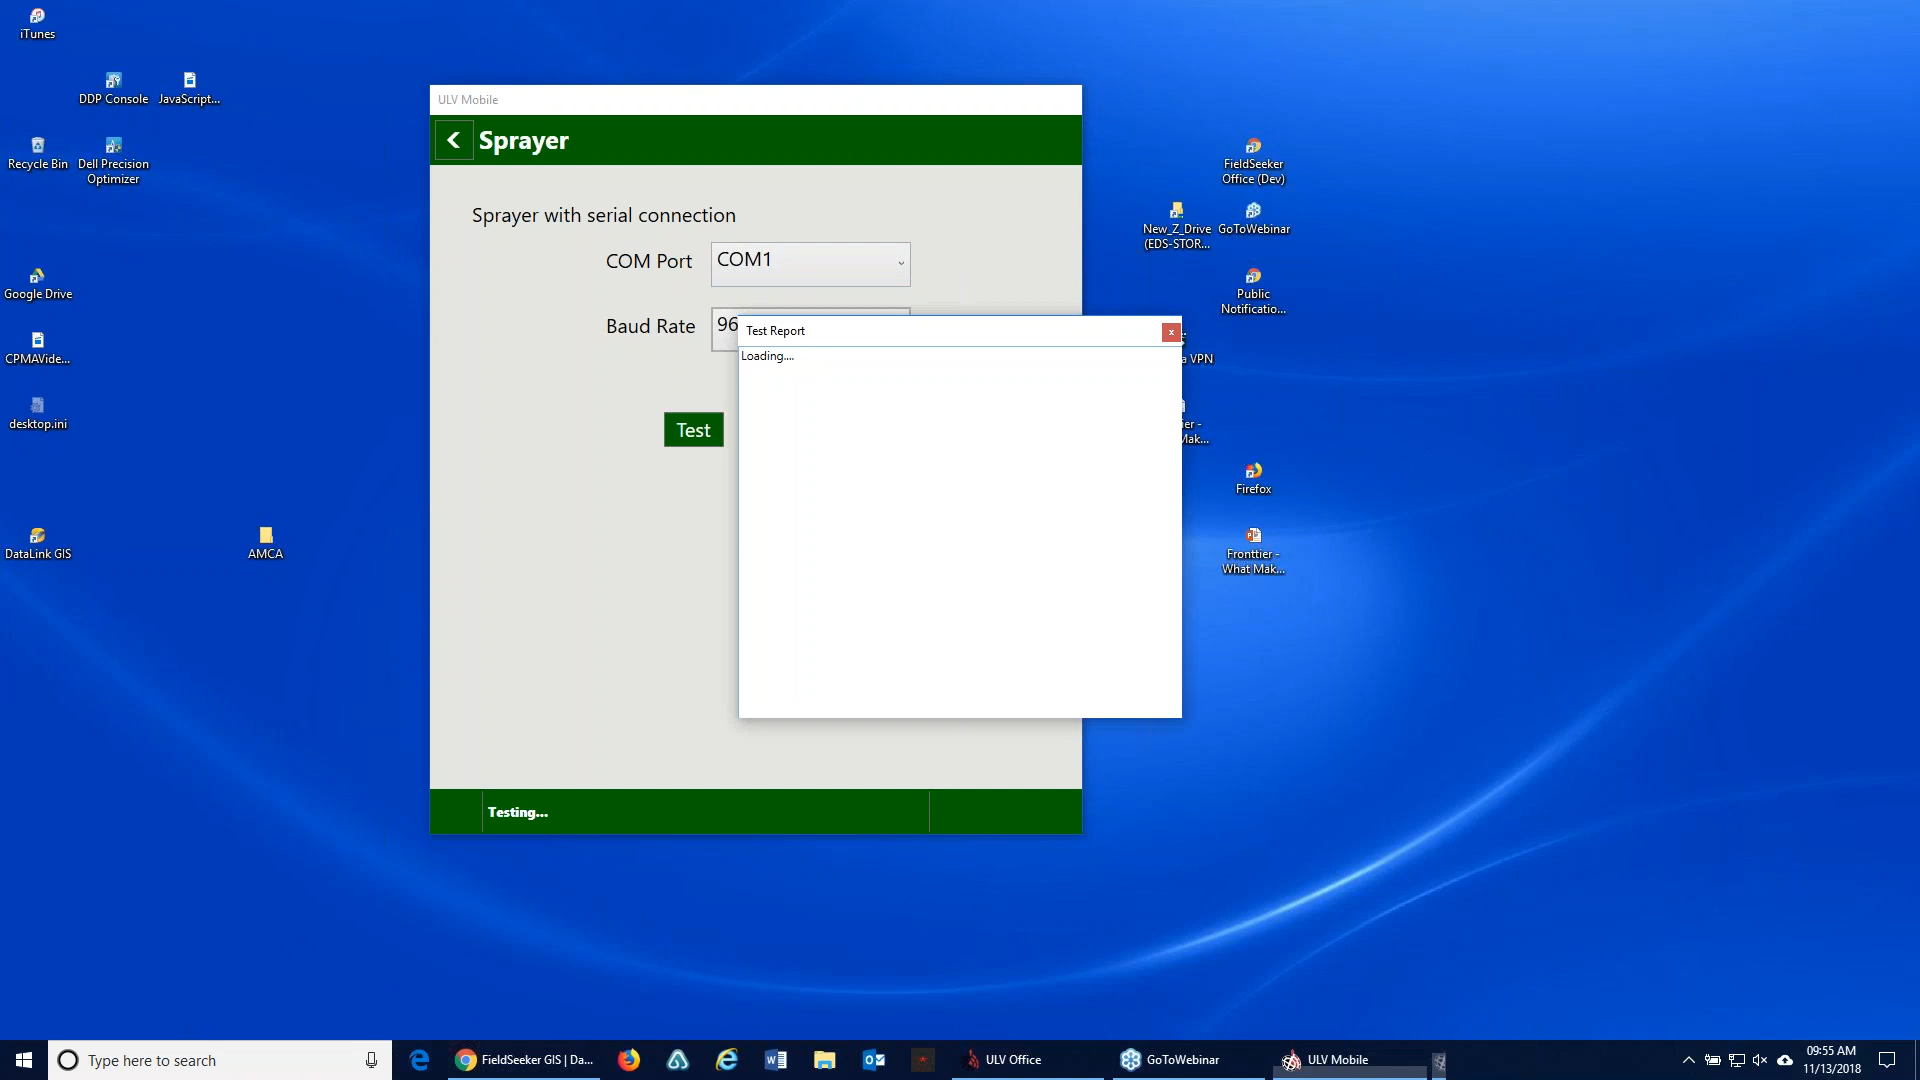 iTunes
DDP Console
JavaScript...
Recycle Bin
Dell Precision
Optimizer
Google Drive
CPMAVide...
desktop.ini
DataLink GIS
AMCA
ULV Mobile
Sprayer
Sprayer with serial connection
COM Port
COM1
Baud Rate
96
Test
Testing...
Test Report
x
Loading....
FieldSeeker
Office (Dev)
New_Z_Drive
(EDS-STOR...
GoToWebinar
Public
Notificatio...
a VPN
ier -
Mak...
Firefox
Fronttier -
What Mak...
Type here to search
FieldSeeker GIS | Da...
ULV Office
GoToWebinar
ULV Mobile
09:55 AM
11/13/2018